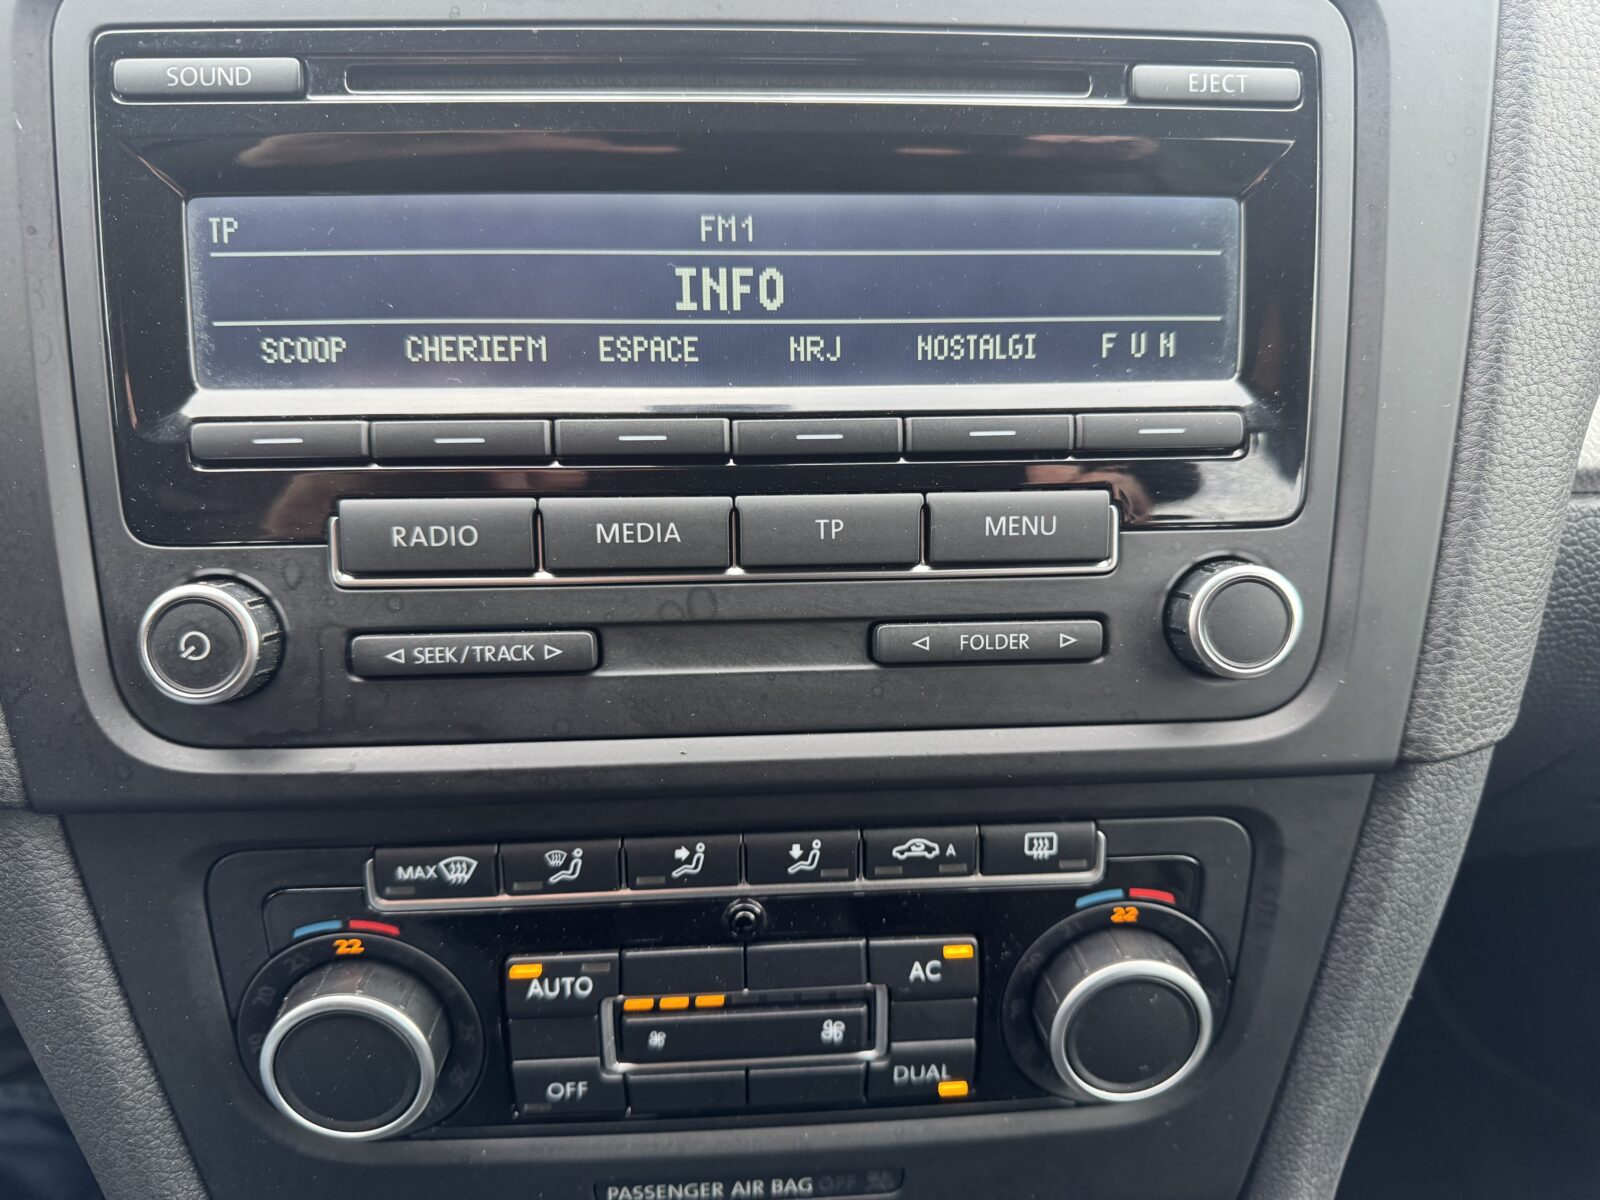 SOUND EJECT
TP FM1
INFO
SCOOP CHERIEFM ESPACE NRJ NOSTALGI F U N
RADIO MEDIA TP MENU
◁ SEEK/TRACK ▷ ◁ FOLDER ▷
MAX A
22 22
AUTO AC
OFF DUAL
PASSENGER AIR BAG OFF